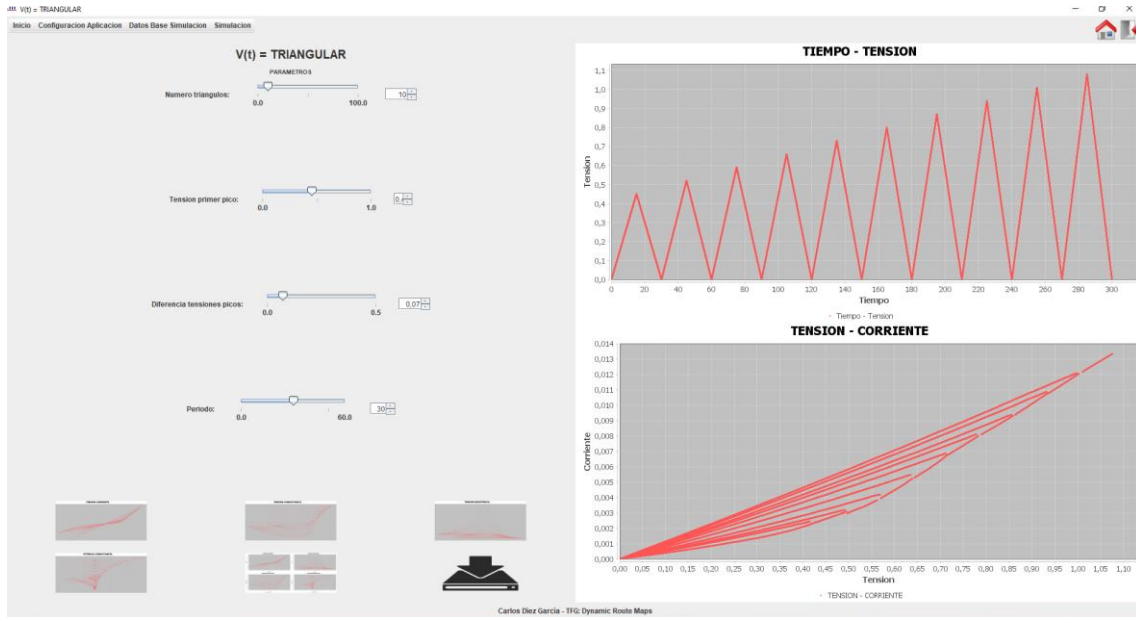 V(t) = TRIANGULAR
Inicio Configuracion Aplicacion Datos Base Simulacion Simulacion
V(t) = TRIANGULAR
PARAMETROS
Numero triangulos:
10
0.0 100.0
Tension primer pico:
0,
0.0 1.0
Diferencia tensiones picos:
0,07
0.0 0.5
Periodo:
30
0.0 60.0
TIEMPO - TENSION
Tension
1,1
1,0
0,9
0,8
0,7
0,6
0,5
0,4
0,3
0,2
0,1
0,0
0 20 40 60 80 100 120 140 160 180 200 220 240 260 280 300
Tiempo
Tiempo - Tension
TENSION - CORRIENTE
Corriente
0,014
0,013
0,012
0,011
0,010
0,009
0,008
0,007
0,006
0,005
0,004
0,003
0,002
0,001
0,000
0,00 0,05 0,10 0,15 0,20 0,25 0,30 0,35 0,40 0,45 0,50 0,55 0,60 0,65 0,70 0,75 0,80 0,85 0,90 0,95 1,00 1,05 1,10
Tension
TENSION - CORRIENTE
Carlos Diez Garcia - TFG: Dynamic Route Maps